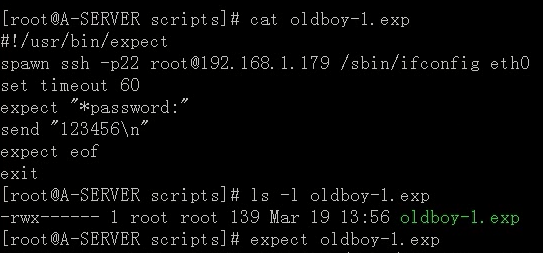 [root@A-SERVER scripts]# cat oldboy-1.exp
#!/usr/bin/expect
spawn ssh -p22 root@192.168.1.179 /sbin/ifconfig eth0
set timeout 60
expect "*password:"
send "123456\n"
expect eof
exit
[root@A-SERVER scripts]# ls -l oldboy-1.exp
-rwx------ 1 root root 139 Mar 19 13:56 oldboy-1.exp
[root@A-SERVER scripts]# expect oldboy-1.exp